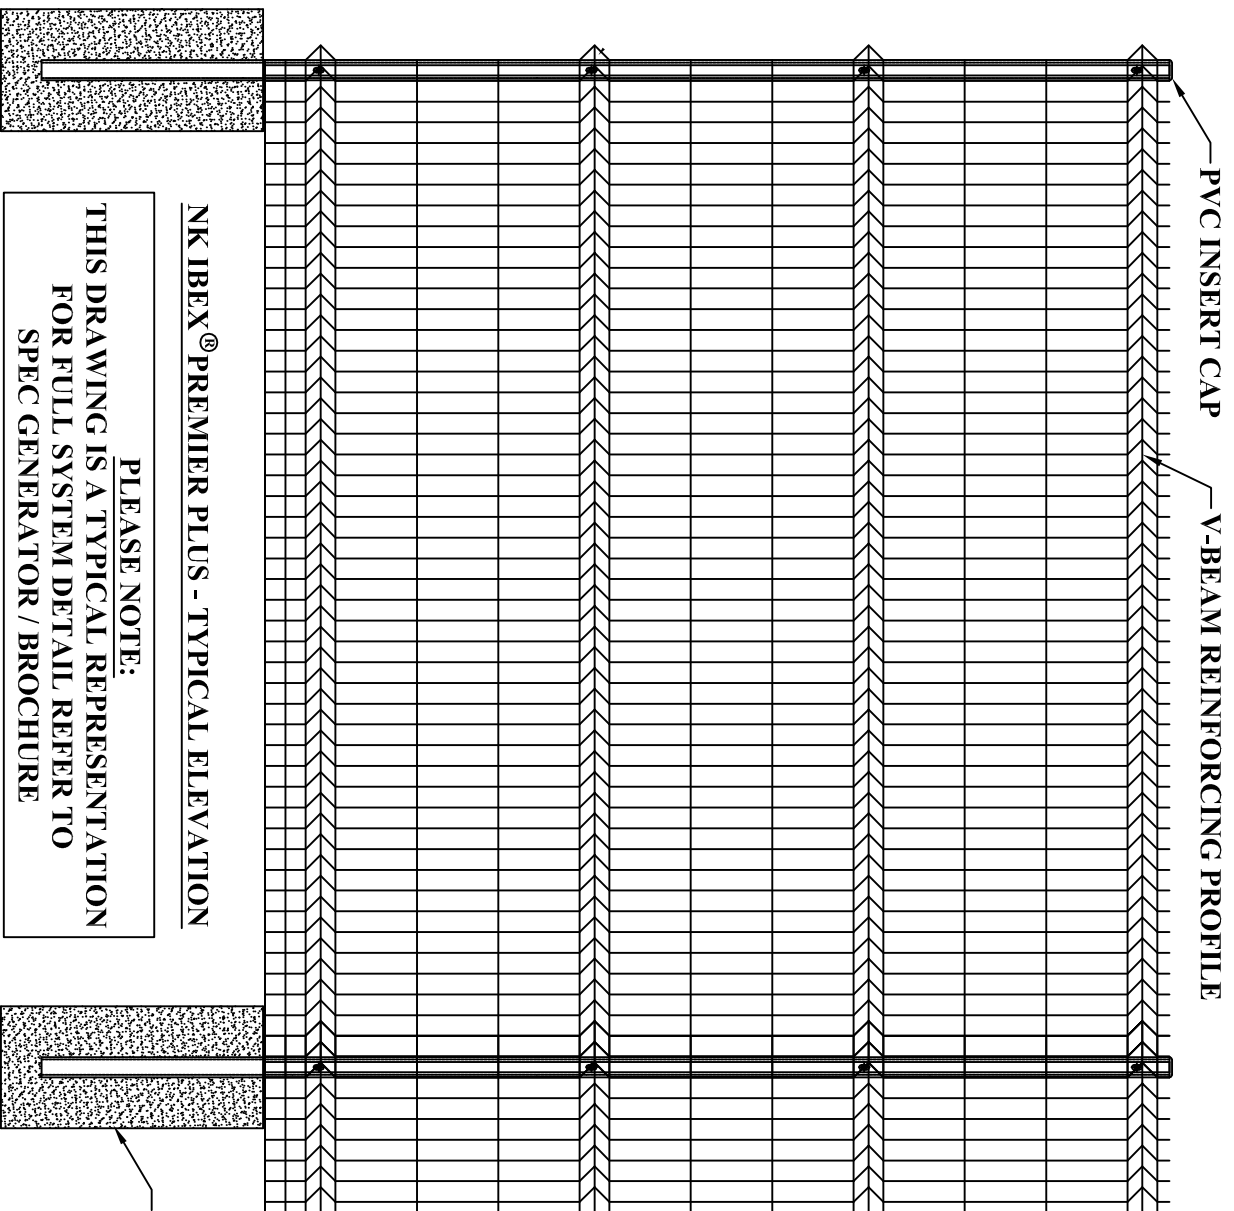 PVC INSERT CAP
V-BEAM REINFORCING PROFILE
NK IBEX® PREMIER PLUS - TYPICAL ELEVATION
PLEASE NOTE:
THIS DRAWING IS A TYPICAL REPRESENTATION
FOR FULL SYSTEM DETAIL REFER TO
SPEC GENERATOR / BROCHURE